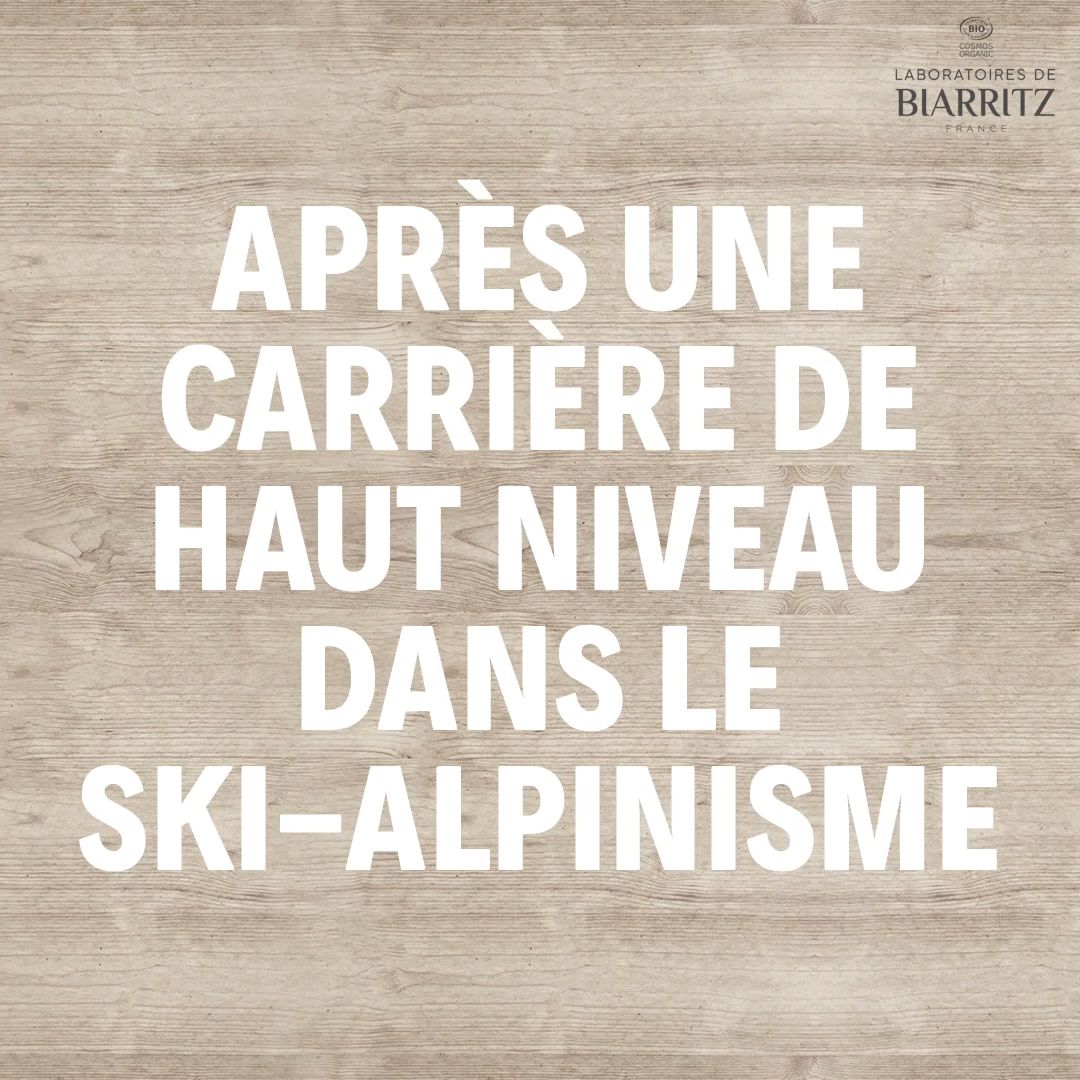 BIO
COSMOS
ORGANIC
LABORATOIRES DE
BIARRITZ
FRANCE
APRÈS UNE
CARRIÈRE DE
HAUT NIVEAU
DANS LE
SKI-ALPINISME